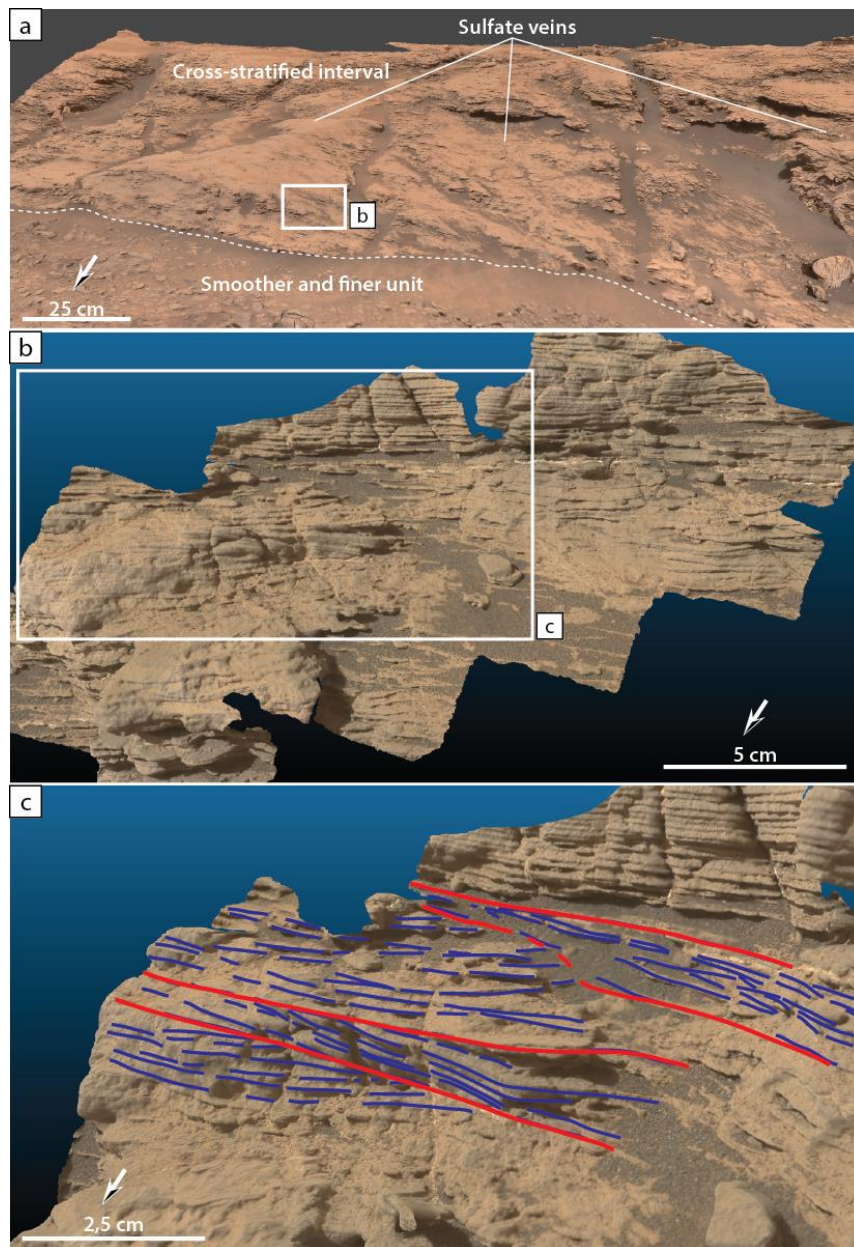 a
Sulfate veins
Cross-stratified interval
b
Smoother and finer unit
25 cm
b
c
5 cm
c
2,5 cm